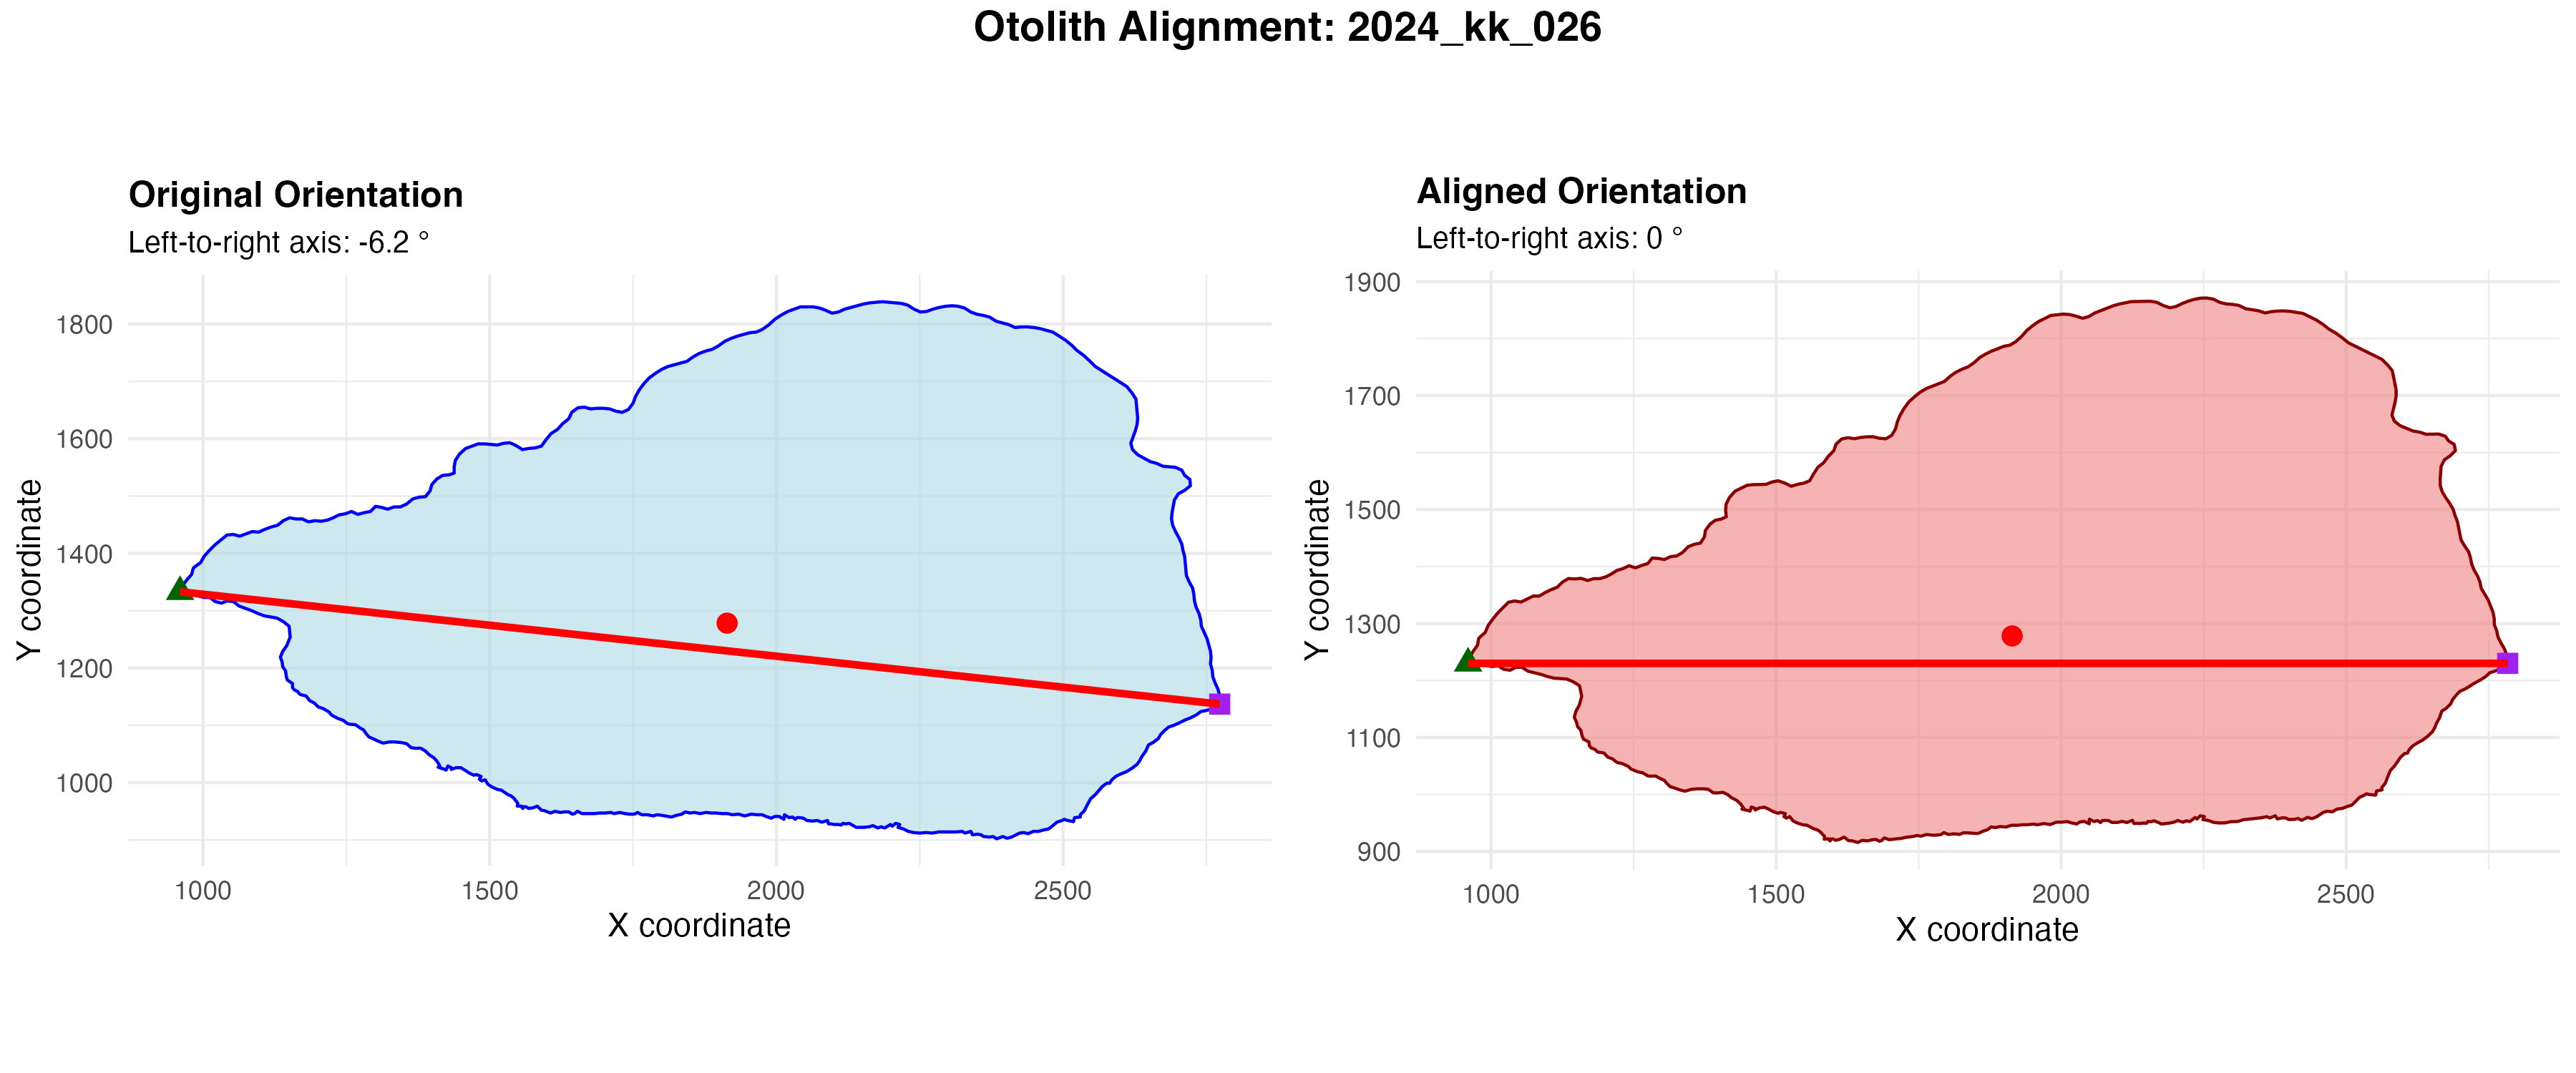 Otolith Alignment: 2024_kk_026
Original Orientation
Left-to-right axis: -6.2 °
1800
1600
1400
1200
1000
Y coordinate
1000 1500 2000 2500
X coordinate
Aligned Orientation
Left-to-right axis: 0 °
1900
1700
1500
1300
1100
900
Y coordinate
1000 1500 2000 2500
X coordinate